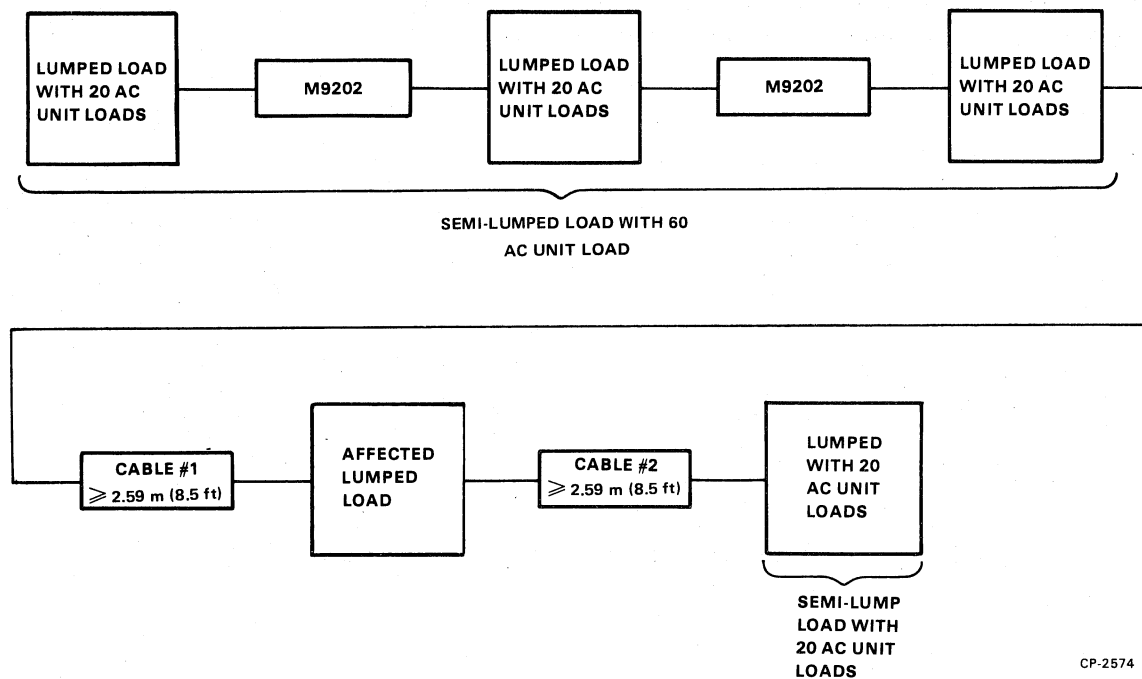 LUMPED LOAD
WITH 20 AC
UNIT LOADS
M9202
LUMPED LOAD
WITH 20 AC
UNIT LOADS
M9202
LUMPED LOAD
WITH 20 AC
UNIT LOADS
SEMI-LUMPED LOAD WITH 60
AC UNIT LOAD
CABLE #1
⩾ 2.59 m (8.5 ft)
AFFECTED
LUMPED
LOAD
CABLE #2
⩾ 2.59 m (8.5 ft)
LUMPED
WITH 20
AC UNIT
LOADS
SEMI-LUMP
LOAD WITH
20 AC UNIT
LOADS
CP-2574